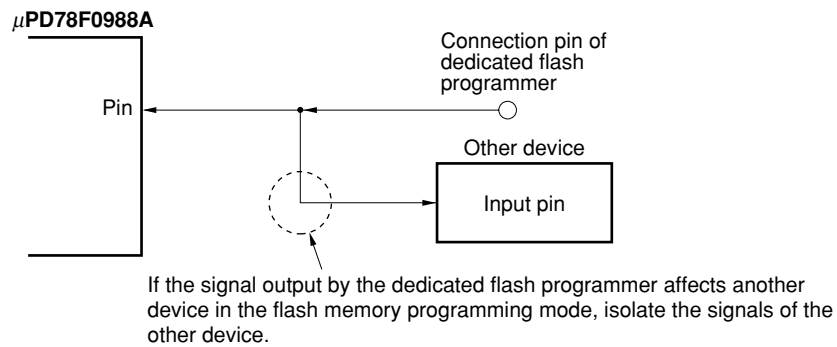 μPD78F0988A
Connection pin of
dedicated flash
programmer
Pin
Other device
Input pin
If the signal output by the dedicated flash programmer affects another
device in the flash memory programming mode, isolate the signals of the
other device.